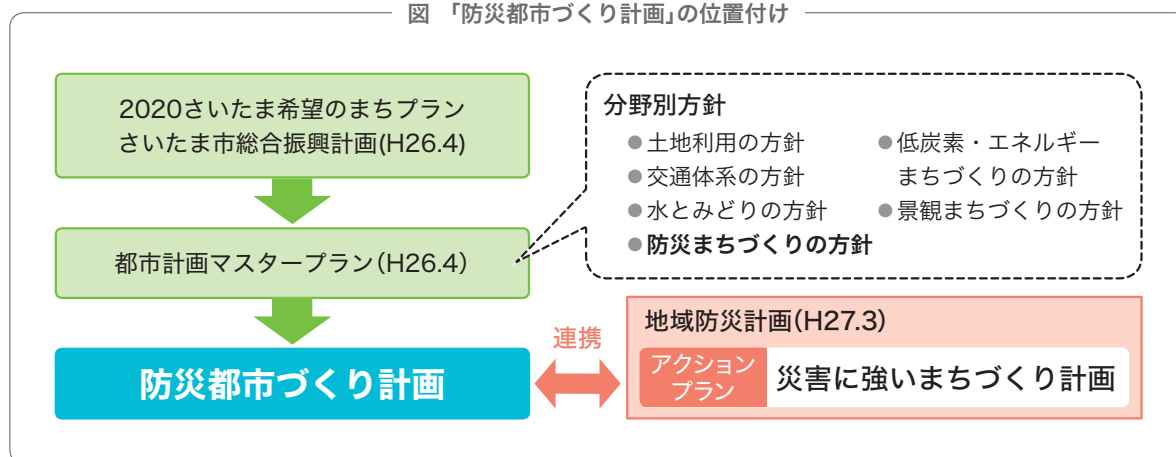 図 「防災都市づくり計画」の位置付け
2020さいたま希望のまちプラン
さいたま市総合振興計画(H26.4)
都市計画マスタープラン(H26.4)
防災都市づくり計画
分野別方針
●土地利用の方針
●交通体系の方針
●水とみどりの方針
●防災まちづくりの方針
●低炭素・エネルギー
まちづくりの方針
●景観まちづくりの方針
連携
地域防災計画(H27.3)
アクション
プラン
災害に強いまちづくり計画